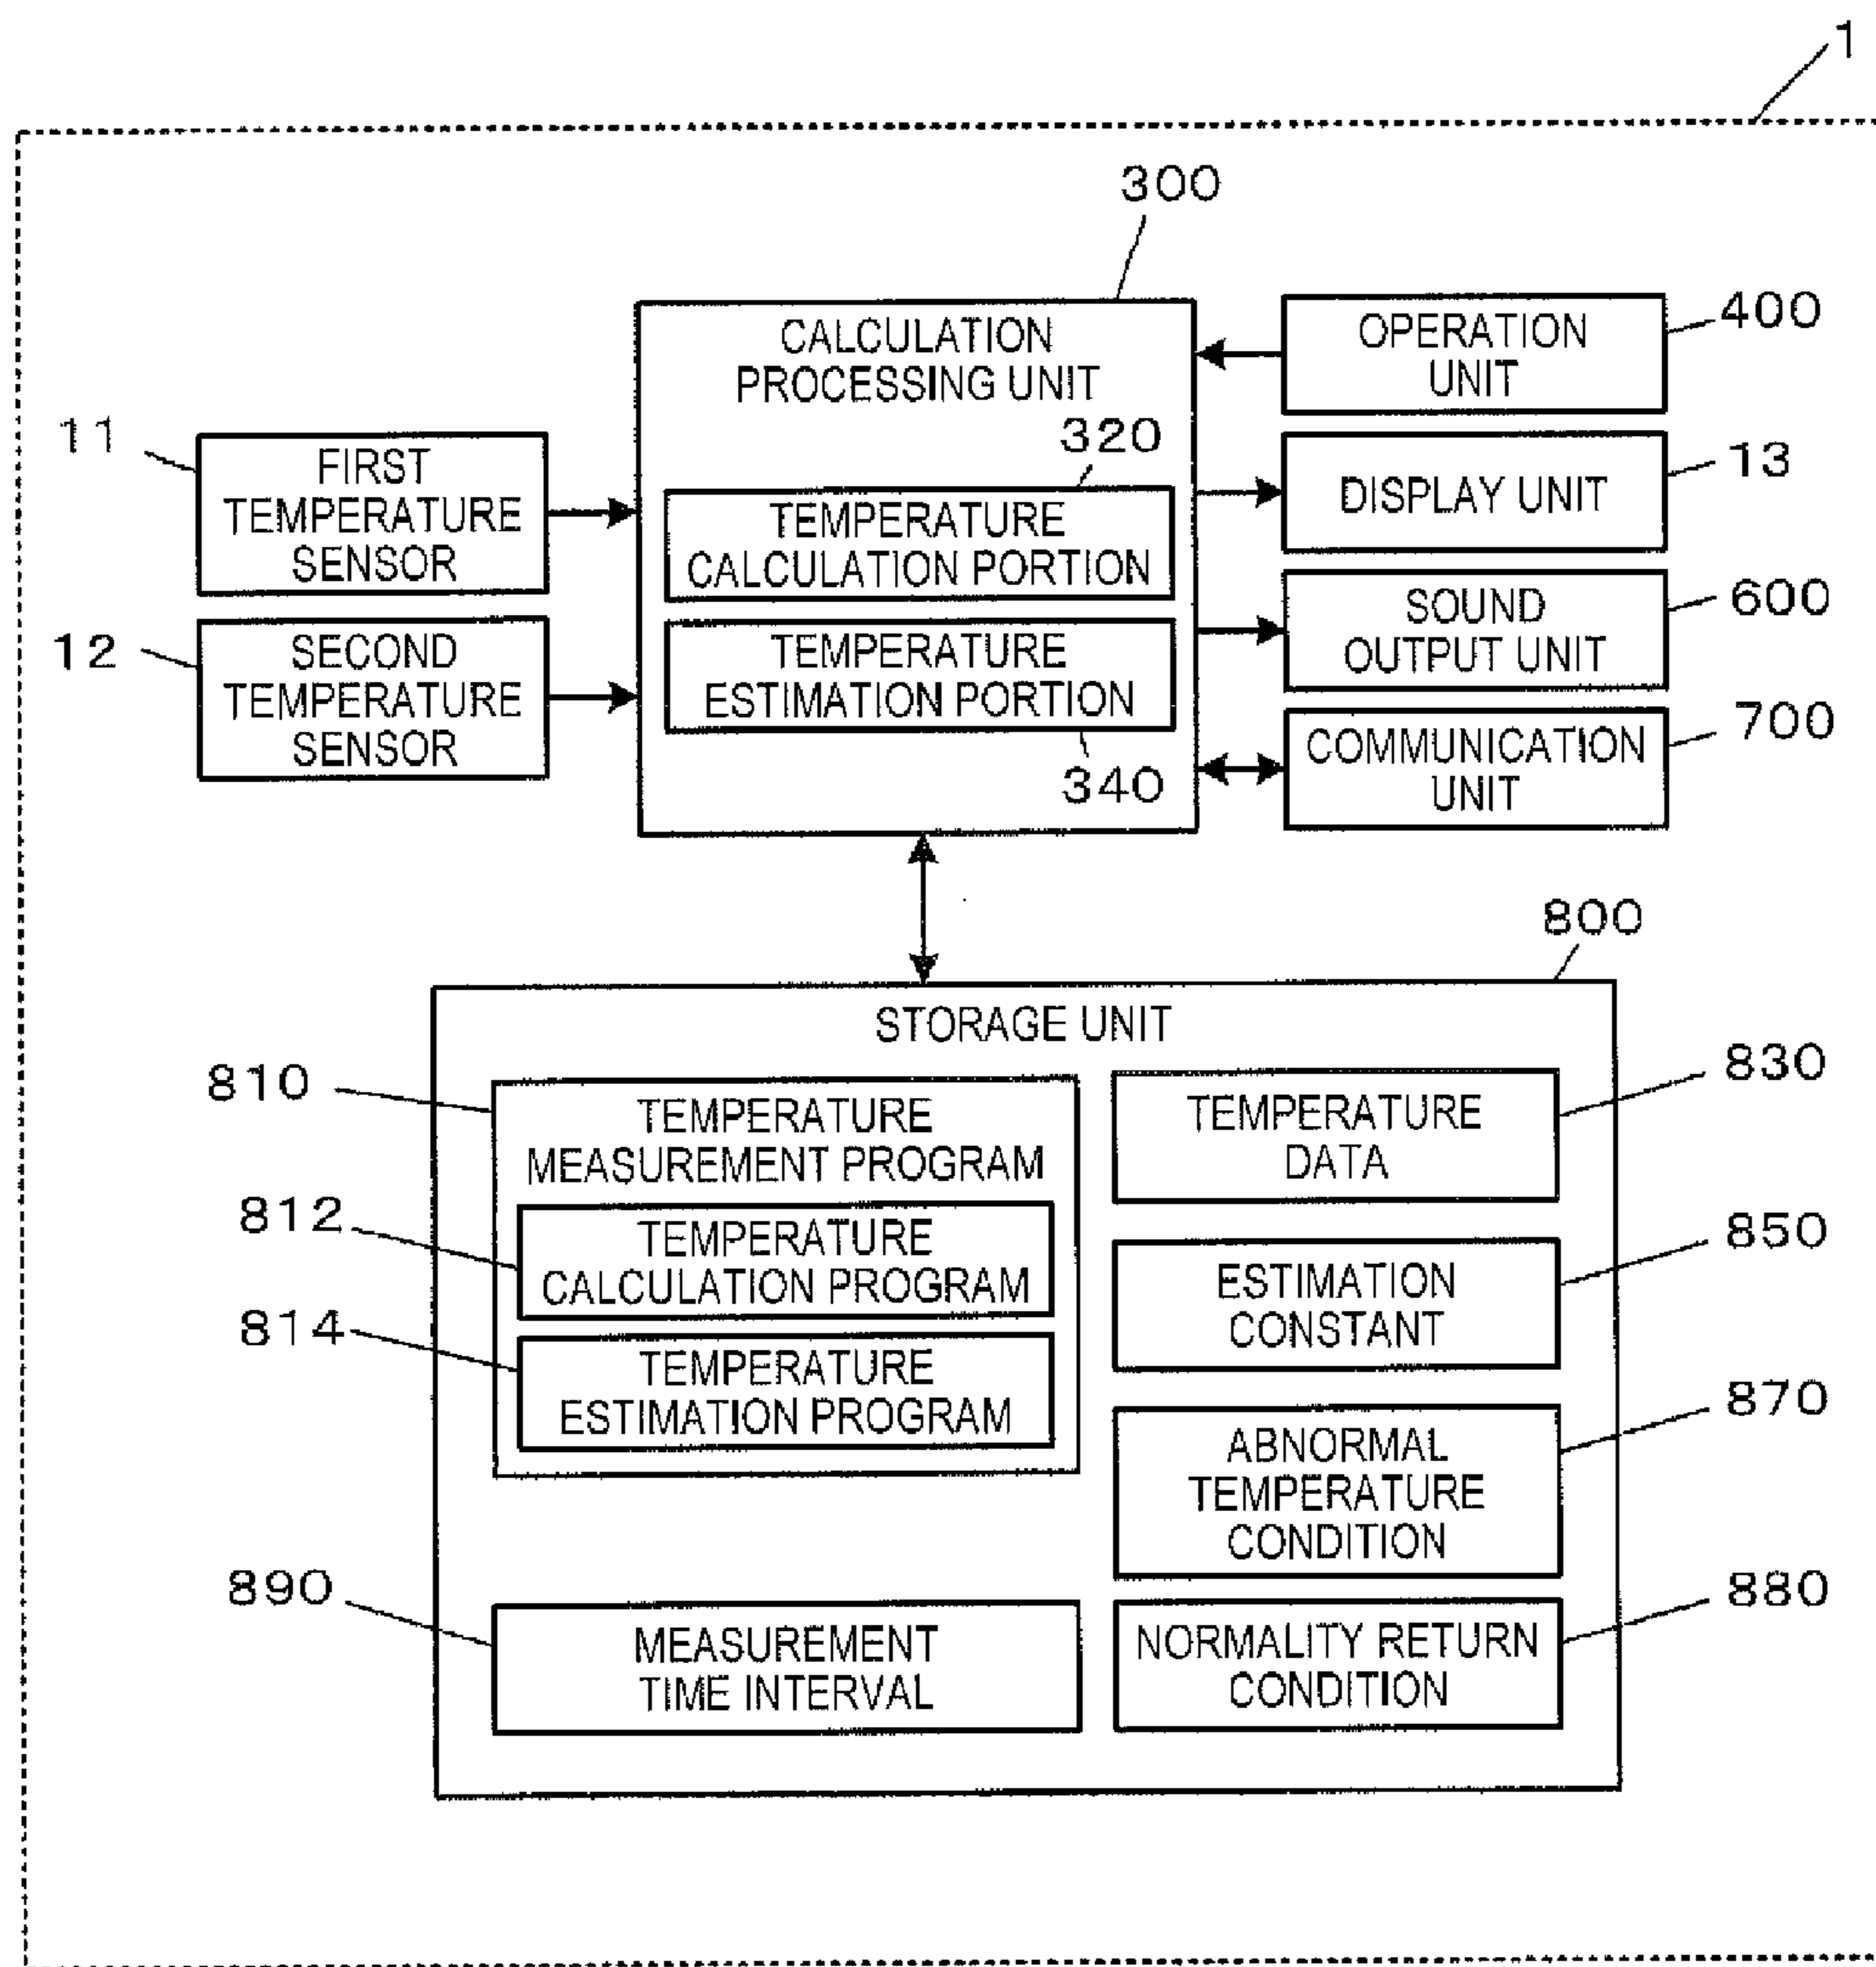 1
300
CALCULATION
PROCESSING UNIT
320
TEMPERATURE
CALCULATION PORTION
TEMPERATURE
ESTIMATION PORTION
340
11
FIRST
TEMPERATURE
SENSOR
12
SECOND
TEMPERATURE
SENSOR
OPERATION
UNIT
400
DISPLAY UNIT
13
SOUND
OUTPUT UNIT
600
COMMUNICATION
UNIT
700
800
STORAGE UNIT
810
TEMPERATURE
MEASUREMENT PROGRAM
812
TEMPERATURE
CALCULATION PROGRAM
814
TEMPERATURE
ESTIMATION PROGRAM
890
MEASUREMENT
TIME INTERVAL
TEMPERATURE
DATA
830
ESTIMATION
CONSTANT
850
ABNORMAL
TEMPERATURE
CONDITION
870
NORMALITY RETURN
CONDITION
880